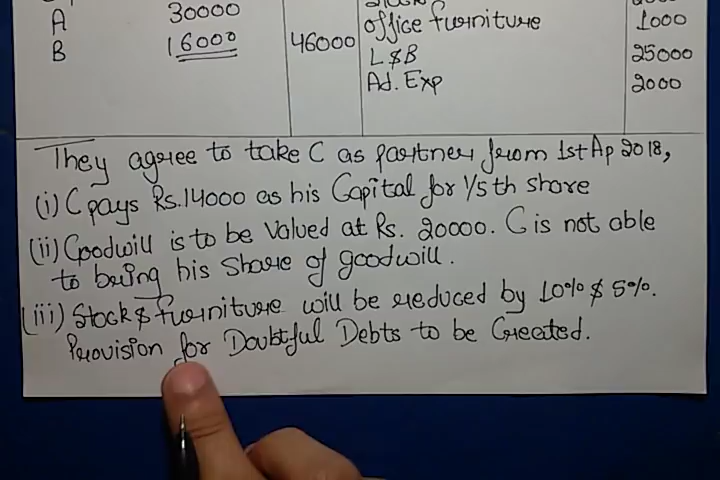 A 30000
office furniture 1000
B 16000 46000
L & B 25000
Ad. Exp 2000
They agree to take C as partner from 1st Ap 2018,
(i) C pays Rs. 14000 as his Capital for 1/5th share
(ii) Goodwill is to be Valued at Rs. 20000. C is not able
to bring his share of goodwill.
(iii) Stock & furniture will be reduced by 10% & 5%.
Provision for Doubtful Debts to be Created.